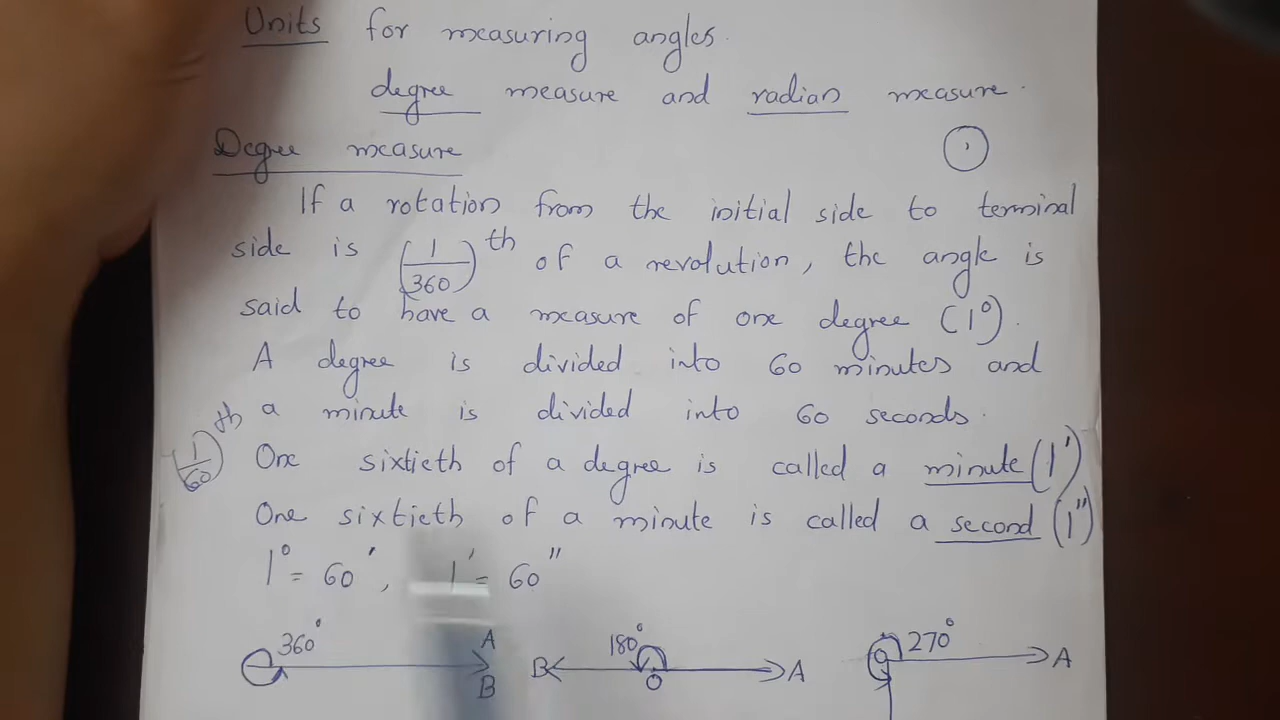 Units for measuring angles.
degree measure and radian measure.
Degree measure
If a rotation from the initial side to terminal
side is (1/360)th of a revolution, the angle is
said to have a measure of one degree (1°).
A degree is divided into 60 minutes and
a minute is divided into 60 seconds.
(1/60)th One sixtieth of a degree is called a minute (1')
One sixtieth of a minute is called a second (1")
1° = 60', 1' = 60"
360° A B
180° B O A
270° O A